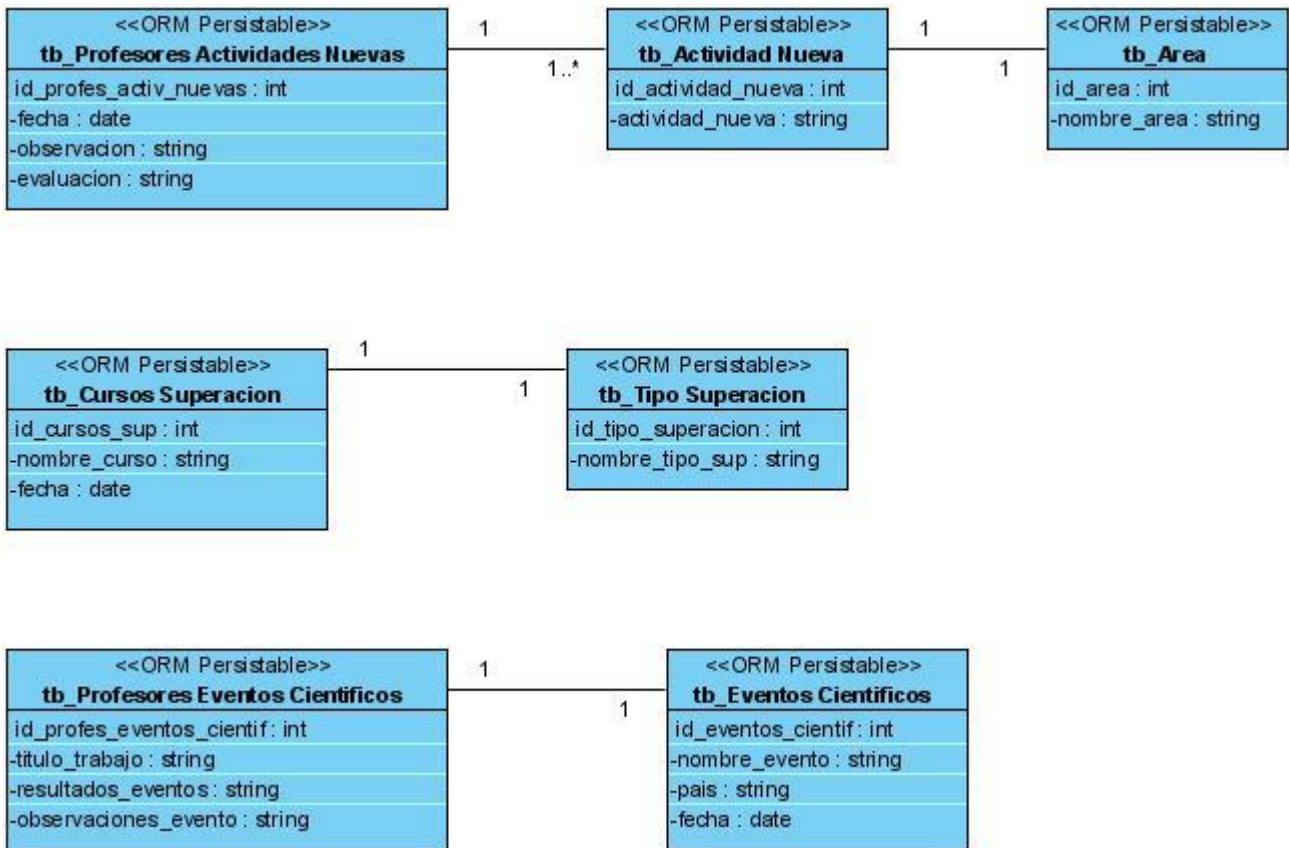 <<ORM Persistable>>
tb_Profesores Actividades Nuevas
id_profes_activ_nuevas : int
-fecha : date
-observacion : string
-evaluacion : string
1
1..*
<<ORM Persistable>>
tb_Actividad Nueva
id_actividad_nueva : int
-actividad_nueva : string
1
1
<<ORM Persistable>>
tb_Area
id_area : int
-nombre_area : string
<<ORM Persistable>>
tb_Cursos Superacion
id_cursos_sup : int
-nombre_curso : string
-fecha : date
1
1
<<ORM Persistable>>
tb_Tipo Superacion
id_tipo_superacion : int
-nombre_tipo_sup : string
<<ORM Persistable>>
tb_Profesores Eventos Cientificos
id_profes_eventos_cientif : int
-titulo_trabajo : string
-resultados_eventos : string
-observaciones_evento : string
1
1
<<ORM Persistable>>
tb_Eventos Cientificos
id_eventos_cientif : int
-nombre_evento : string
-pais : string
-fecha : date